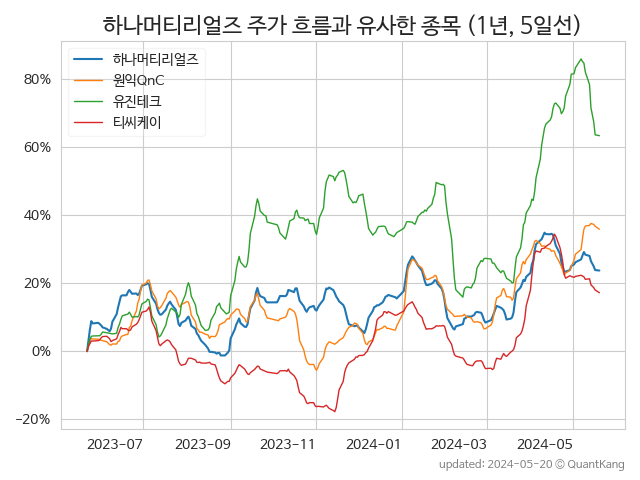 하나머티리얼즈 주가 흐름과 유사한 종목 (1년, 5일선)
하나머티리얼즈
원익QnC
유진테크
티씨케이
80%
60%
40%
20%
0%
−20%
2023-07 2023-09 2023-11 2024-01 2024-03 2024-05
updated: 2024-05-20 © QuantKang